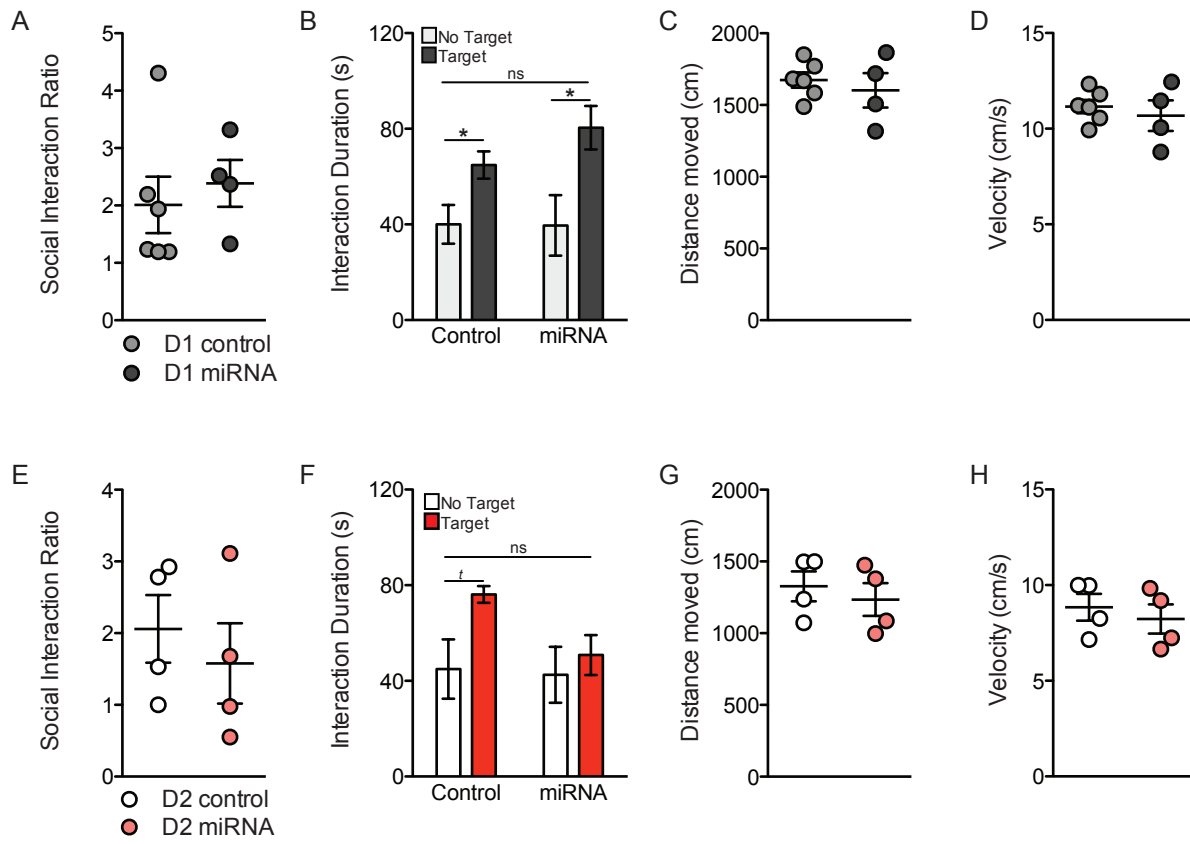 A
Social Interaction Ratio
5
4
3
2
1
0
D1 control
D1 miRNA
B
Interaction Duration (s)
120
80
40
0
No Target
Target
ns
*
*
Control
miRNA
C
Distance moved (cm)
2000
1500
1000
500
0
D
Velocity (cm/s)
15
10
5
0
E
Social Interaction Ratio
4
3
2
1
0
D2 control
D2 miRNA
F
Interaction Duration (s)
120
80
40
0
No Target
Target
ns
t
Control
miRNA
G
Distance moved (cm)
2000
1500
1000
500
0
H
Velocity (cm/s)
15
10
5
0